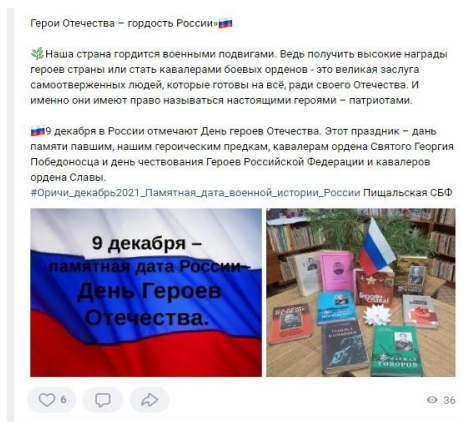 Герои Отечества – гордость России»
Наша страна гордится военными подвигами. Ведь получить высокие награды
героев страны или стать кавалерами боевых орденов - это великая заслуга
самоотверженных людей, которые готовы на всё, ради своего Отечества. И
именно они имеют право называться настоящими героями – патриотами.
9 декабря в России отмечают День героев Отечества. Этот праздник – дань
памяти павшим, нашим героическим предкам, кавалерам ордена Святого Георгия
Победоносца и день чествования Героев Российской Федерации и кавалеров
ордена Славы.
#Оричи_декабрь2021_Памятная_дата_военной_истории_России Пищальская СБФ
9 декабря –
памятная дата России–
День Героев
Отечества.
ГОВОРОВ
6
36